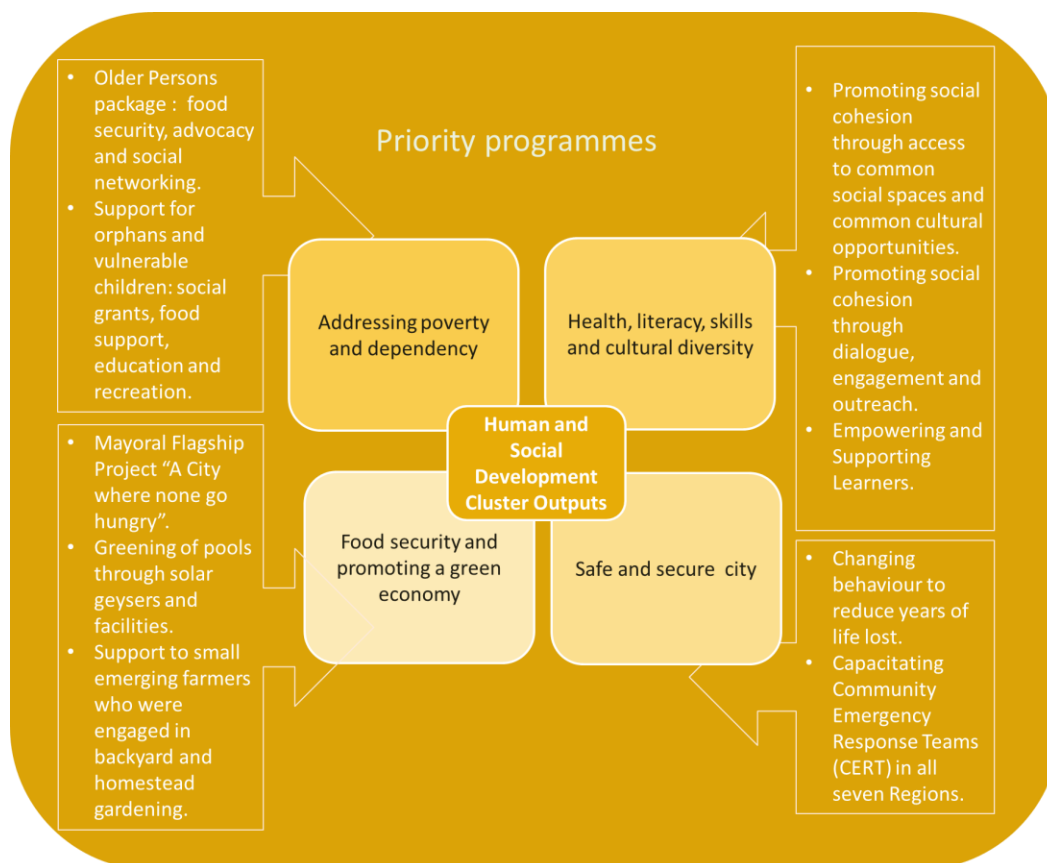 Priority programmes
• Older Persons
package : food
security, advocacy
and social
networking.
• Support for
orphans and
vulnerable
children: social
grants, food
support,
education and
recreation.
Addressing poverty
and dependency
• Promoting social
cohesion
through access
to common
social spaces and
common cultural
opportunities.
• Promoting social
cohesion
through
dialogue,
engagement and
outreach.
• Empowering and
Supporting
Learners.
Health, literacy, skills
and cultural diversity
Human and
Social
Development
Cluster Outputs
• Mayoral Flagship
Project “A City
where none go
hungry”.
• Greening of pools
through solar
geysers and
facilities.
• Support to small
emerging farmers
who were
engaged in
backyard and
homestead
gardening.
Food security and
promoting a green
economy
Safe and secure  city
• Changing
behaviour to
reduce years of
life lost.
• Capacitating
Community
Emergency
Response Teams
(CERT) in all
seven Regions.